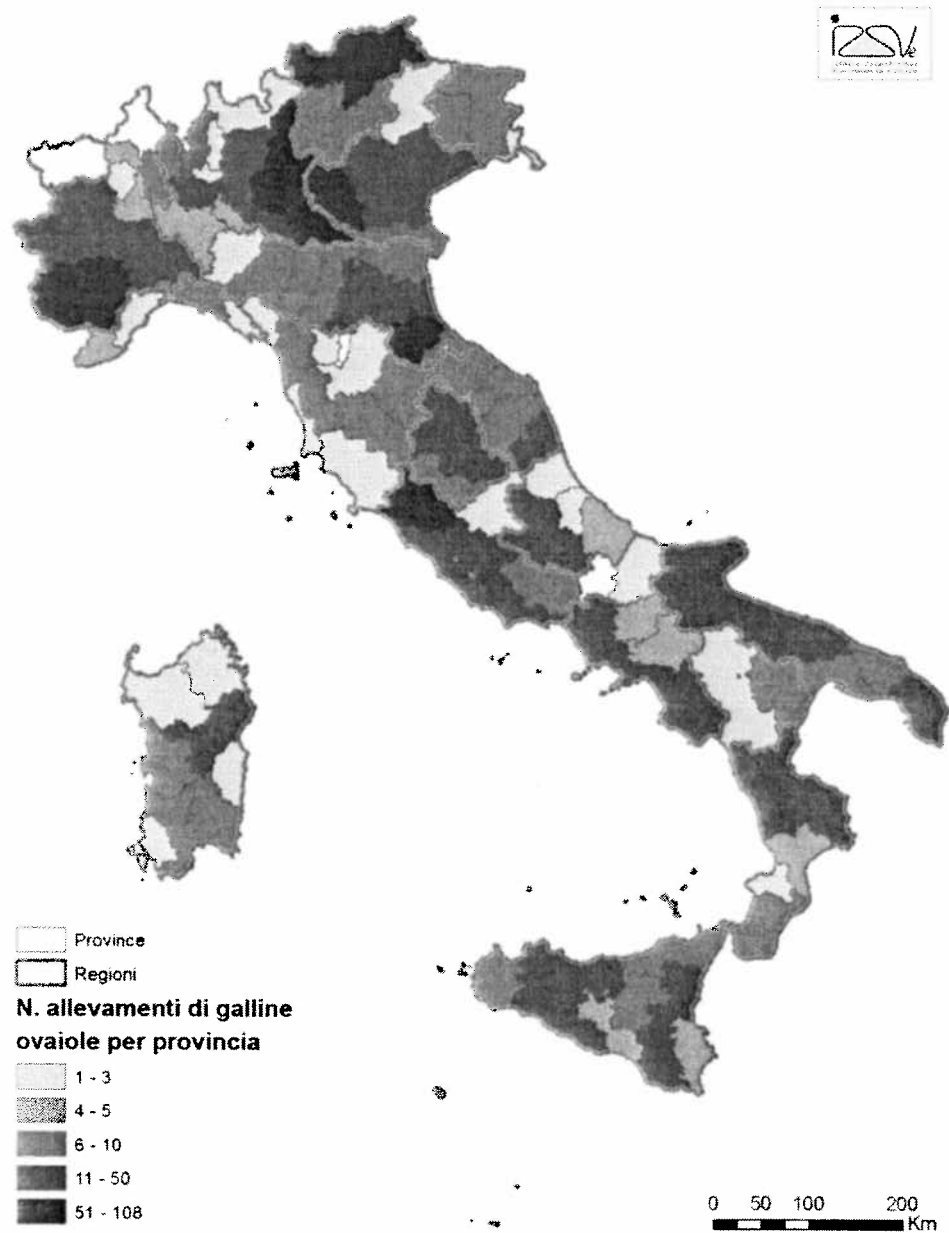 Province
Regioni
N. allevamenti di galline
ovaiole per provincia
1 - 3
4 - 5
6 - 10
11 - 50
51 - 108
0 50 100 200
Km